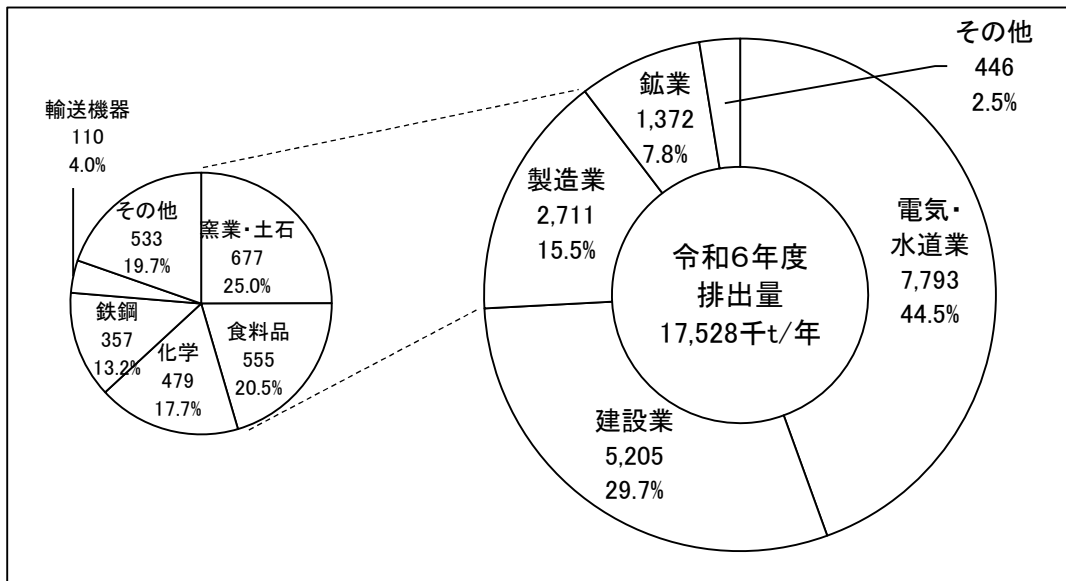 輸送機器
110
4.0%
その他
533
19.7%
窯業・土石
677
25.0%
鉄鋼
357
13.2%
化学
479
17.7%
食料品
555
20.5%
その他
446
2.5%
鉱業
1,372
7.8%
製造業
2,711
15.5%
電気・
水道業
7,793
44.5%
令和6年度
排出量
17,528千t/年
建設業
5,205
29.7%